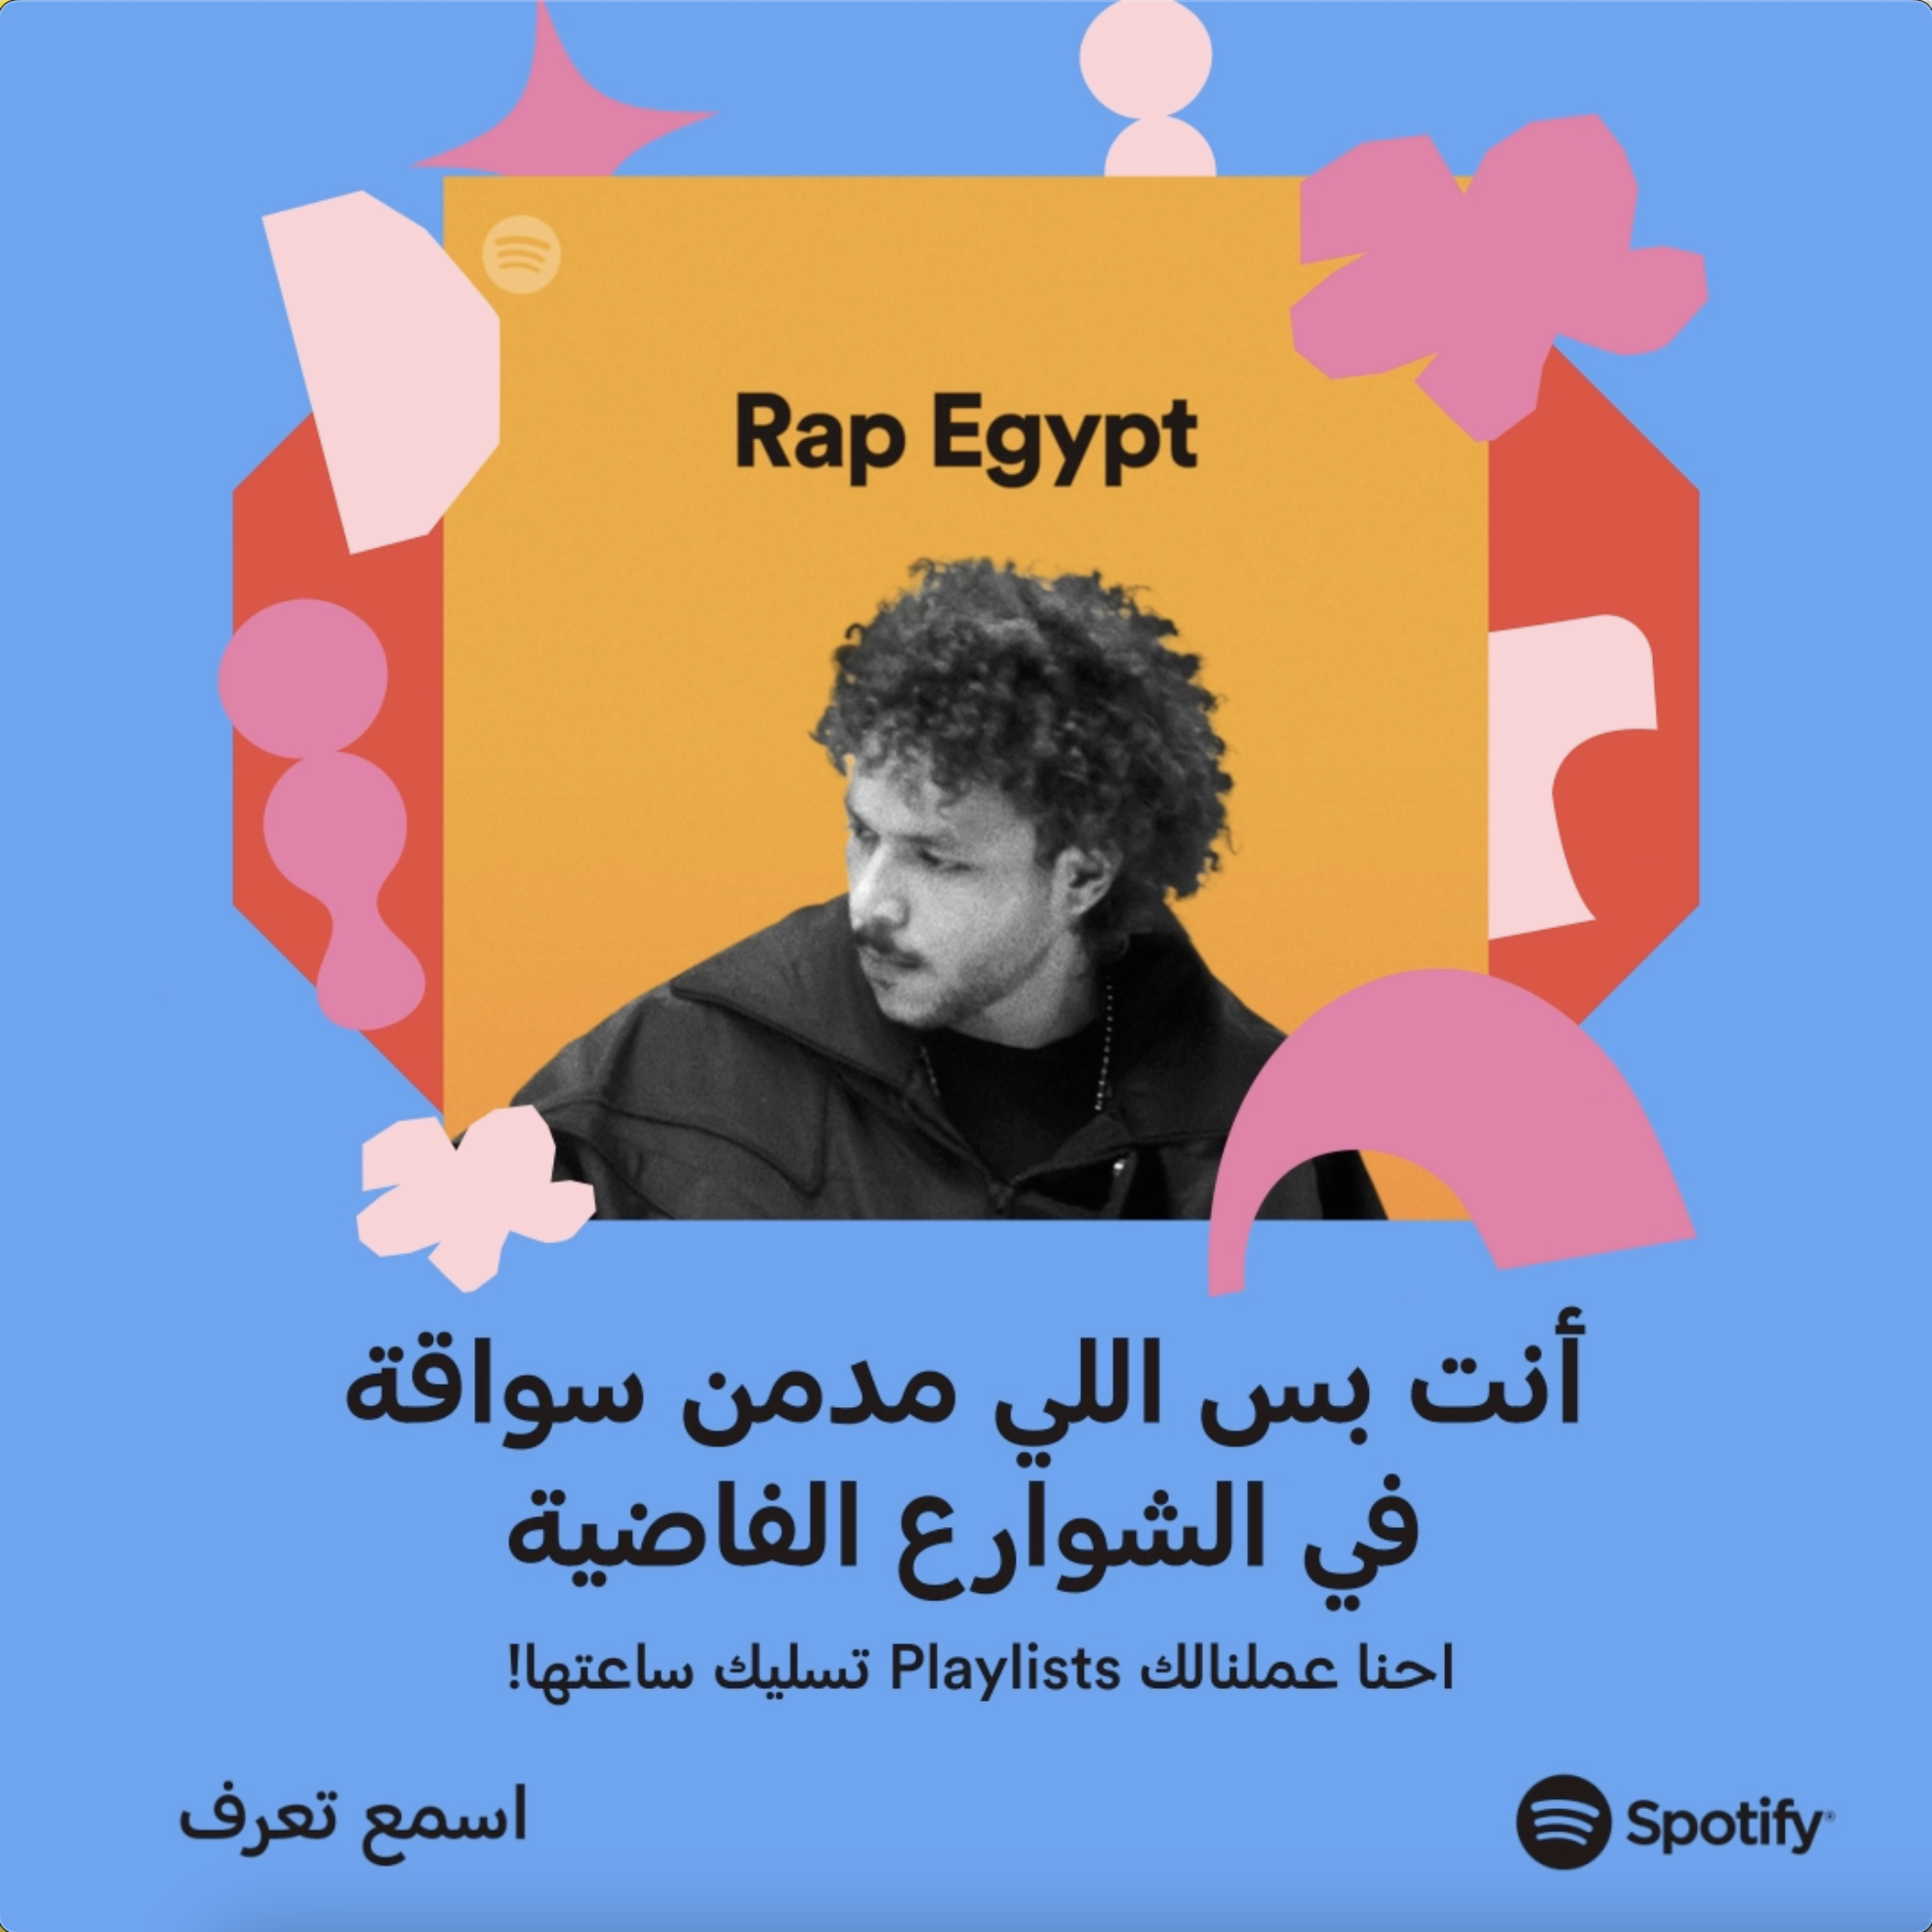 Rap Egypt
أنت بس اللي مدمن سواقة
في الشوارع الفاضية
احنا عملنالك Playlists تسليك ساعتها!
اسمع تعرف
Spotify®